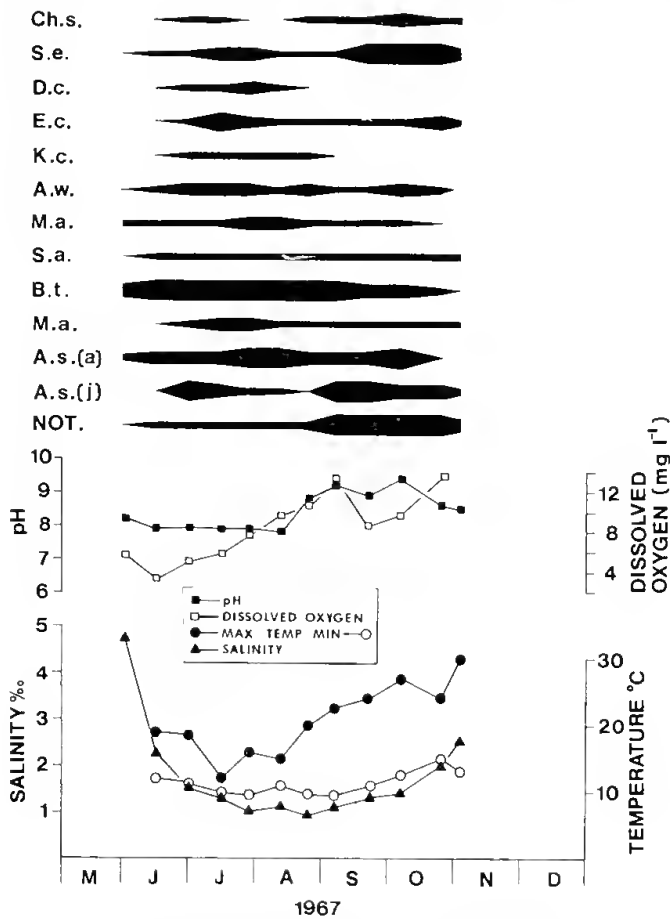 Ch.s.
S.e.
D.c.
E.c.
K.c.
A.w.
M.a.
S.a.
B.t.
M.a.
A.s.(a)
A.s.(j)
NOT.
10
9
8
7
6
pH
12
8
4
DISSOLVED
OXYGEN (mg l⁻¹)
pH
DISSOLVED OXYGEN
MAX TEMP MIN
SALINITY
5
4
3
2
1
SALINITY ‰
30
20
10
TEMPERATURE °C
M J J A S O N D
1967